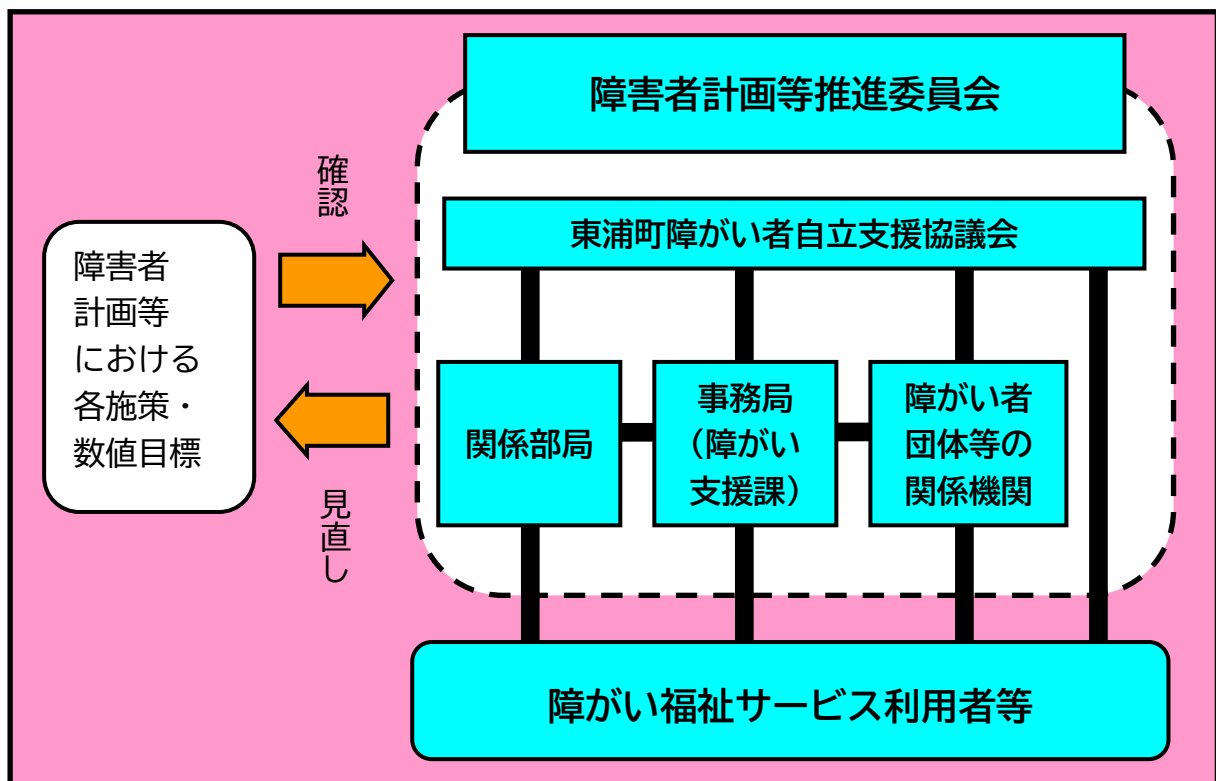 障害者計画等推進委員会
確認
東浦町障がい者自立支援協議会
障害者
計画等
における
各施策・
数値目標
関係部局
事務局
（障がい
支援課）
障がい者
団体等の
関係機関
見直し
障がい福祉サービス利用者等